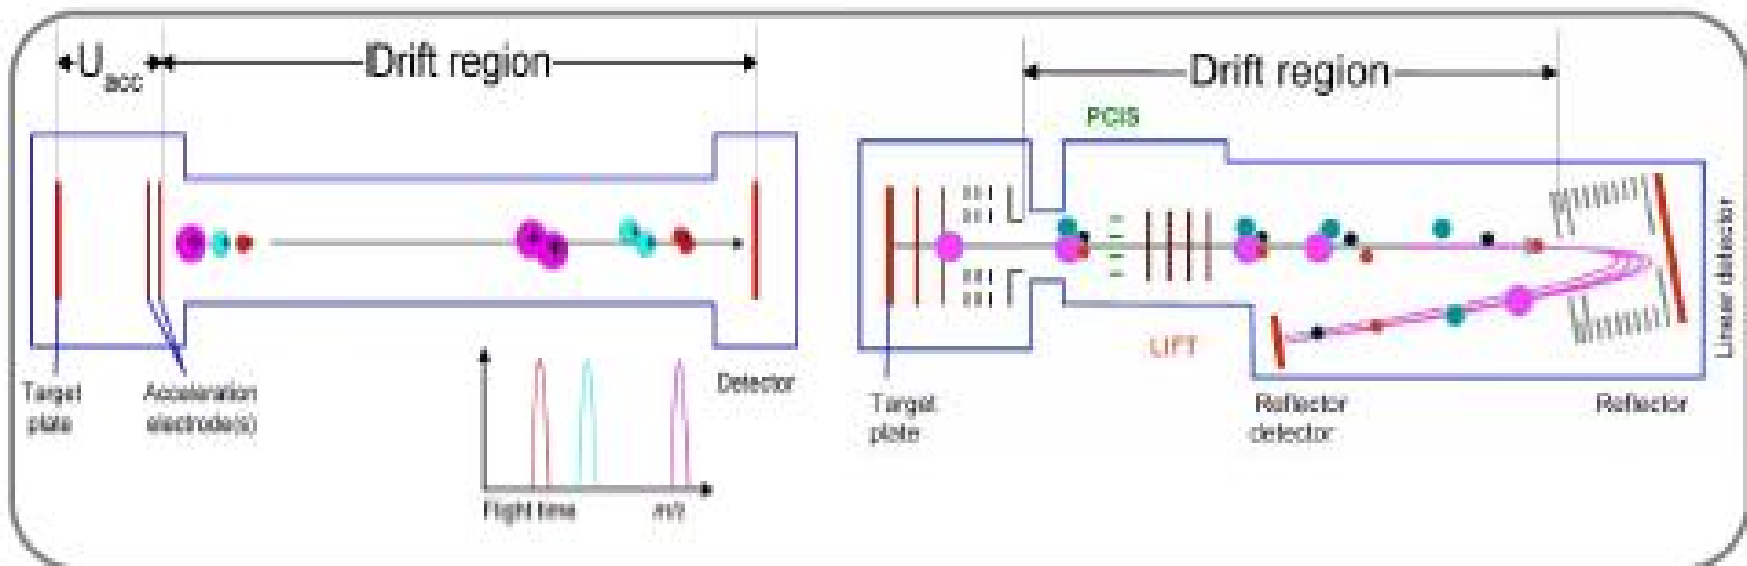 Uacc
Drift region
Target
plate
Acceleration
electrode(s)
Detector
Flight time
m/z
Drift region
PCIS
LIFT
Target
plate
Reflector
detector
Reflector
Linear detector